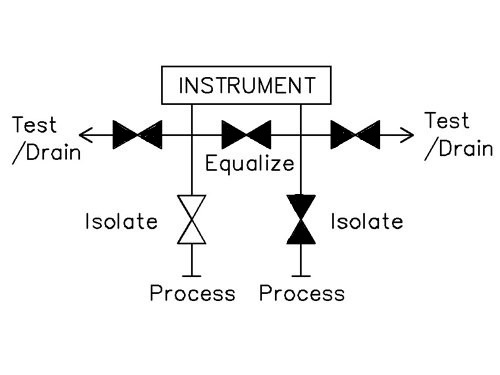 INSTRUMENT
Test
/Drain
Test
/Drain
Equalize
Isolate
Isolate
Process
Process